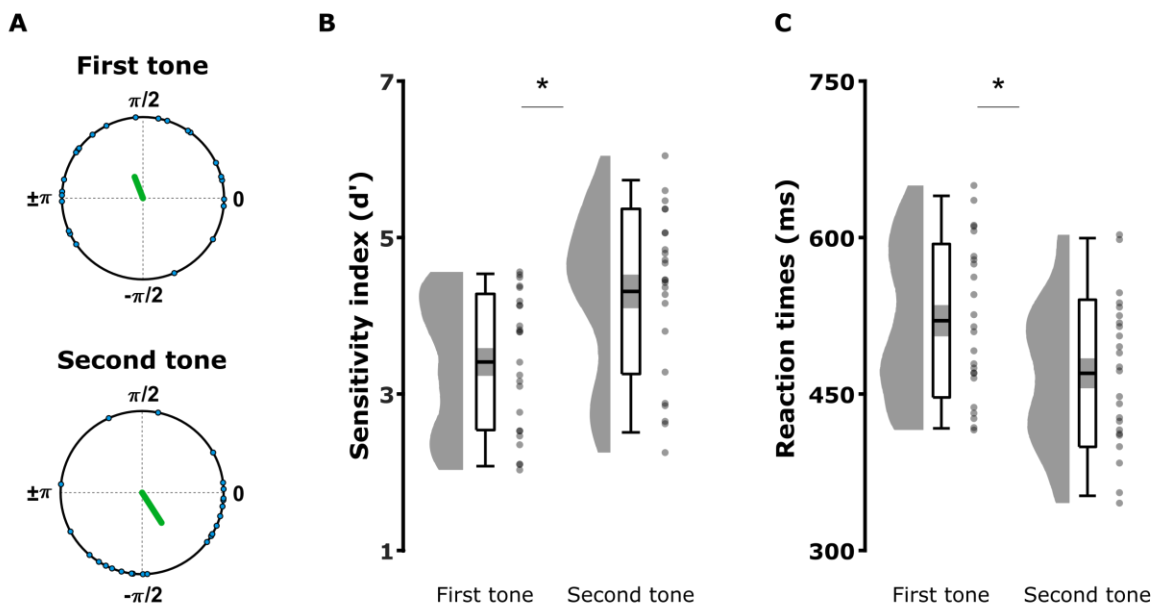 A
First tone
π/2
±π
0
-π/2
Second tone
π/2
±π
0
-π/2
B
Sensitivity index (d')
7
5
3
1
*
First tone
Second tone
C
Reaction times (ms)
750
600
450
300
*
First tone
Second tone